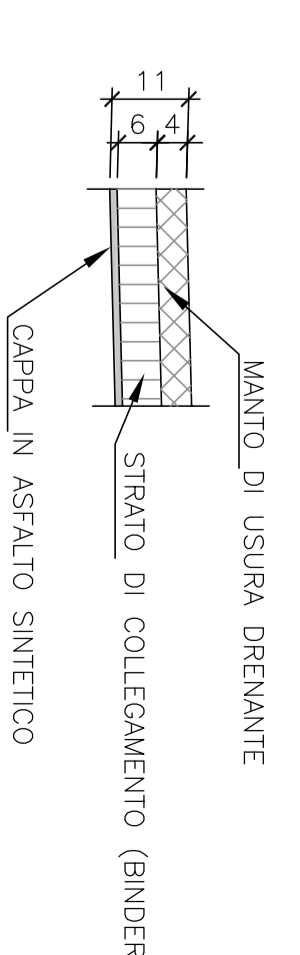 11
6 4
MANTO DI USURA DRENANTE
STRATO DI COLLEGAMENTO (BINDER
CAPPA IN ASFALTO SINTETICO